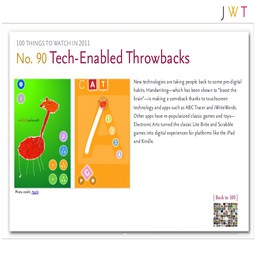 JWT
100 THINGS TO WATCH IN 2011
No. 90 Tech-Enabled Throwbacks
CAT
New technologies are taking people back to some pre-digital
habits. Handwriting—which has been shown to "boost the
brain"—is making a comeback thanks to touchscreen
technology and apps such as ABC Tracer and iWriteWords.
Other apps have re-popularized classic games and toys—
Electronic Arts turned the classic Lite Brite and Scrabble
games into digital experiences for platforms like the iPad
and Kindle.
Photo credit:
[ Back to 100 ]